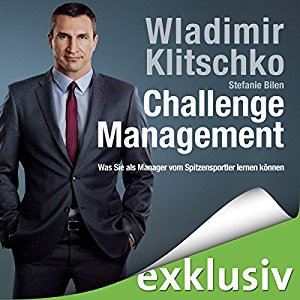 Wladimir
Klitschko
Stefanie Bilen
Challenge
Management
Was Sie als Manager vom Spitzensportler lernen können
exklusiv